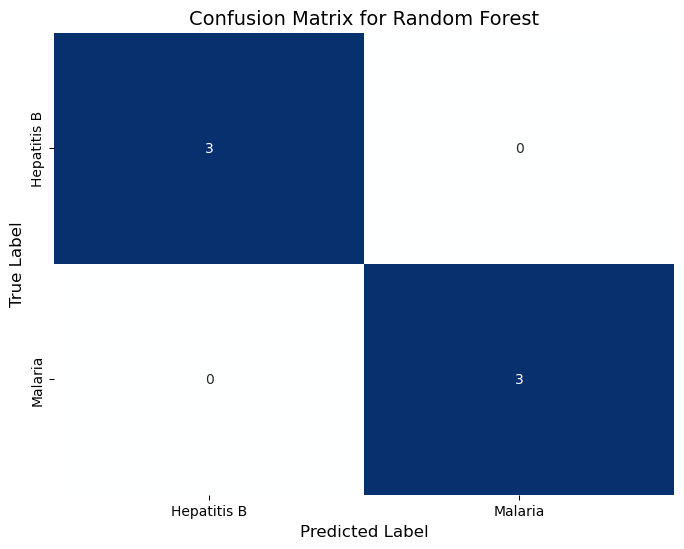 Confusion Matrix for Random Forest
True Label
Hepatitis B
3
0
Malaria
0
3
Hepatitis B
Malaria
Predicted Label